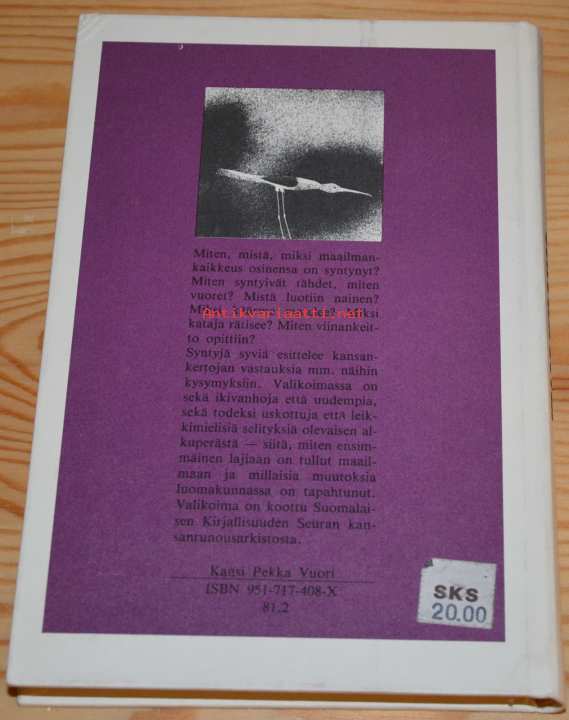 Miten, mistä, miksi maailman-
kaikkeus osinensa on syntynyt?
Miten syntyivät tähdet, miten
vuoret? Mistä luotiin nainen?
Miksi
Antikvariaatti.net
kataja rätisee? Miten viinankeit-
to opittiin?
Syntyjä syviä esittelee kansan-
kertojan vastauksia mm. näihin
kysymyksiin. Valikoimassa on
sekä ikivanhoja että uudempia,
sekä todeksi uskottuja että leik-
kimielisiä selityksiä olevaisen al-
kuperästä — siitä, miten ensim-
mäinen lajiaan on tullut maail-
maan ja millaisia muutoksia
luomakunnassa on tapahtunut.
Valikoima on koottu Suomalai-
sen Kirjallisuuden Seuran kan-
sanrunousarkistosta.
Kansi Pekka Vuori
ISBN 951-717-408-X
81.2
SKS
20.00